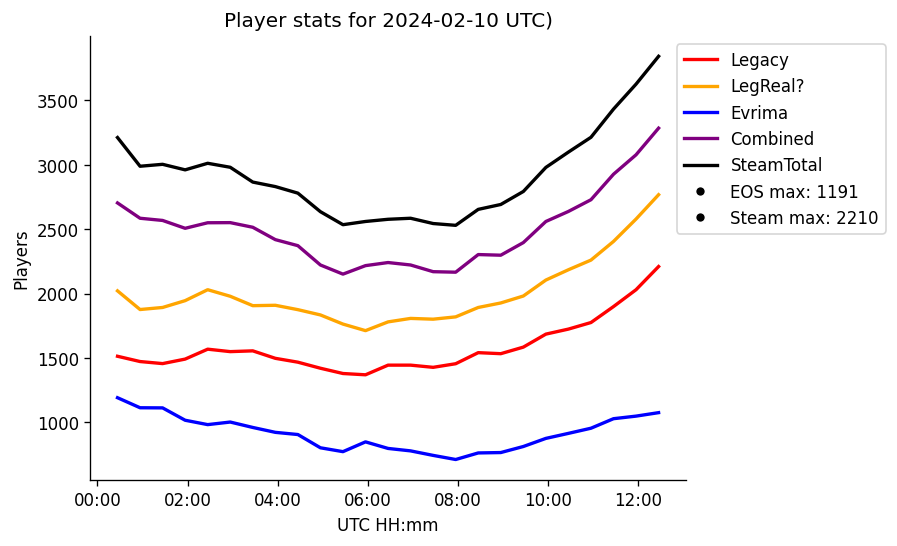 Player stats for 2024-02-10 UTC)
Players
3500
3000
2500
2000
1500
1000
00:00 02:00 04:00 06:00 08:00 10:00 12:00
UTC HH:mm
Legacy
LegReal?
Evrima
Combined
SteamTotal
EOS max: 1191
Steam max: 2210